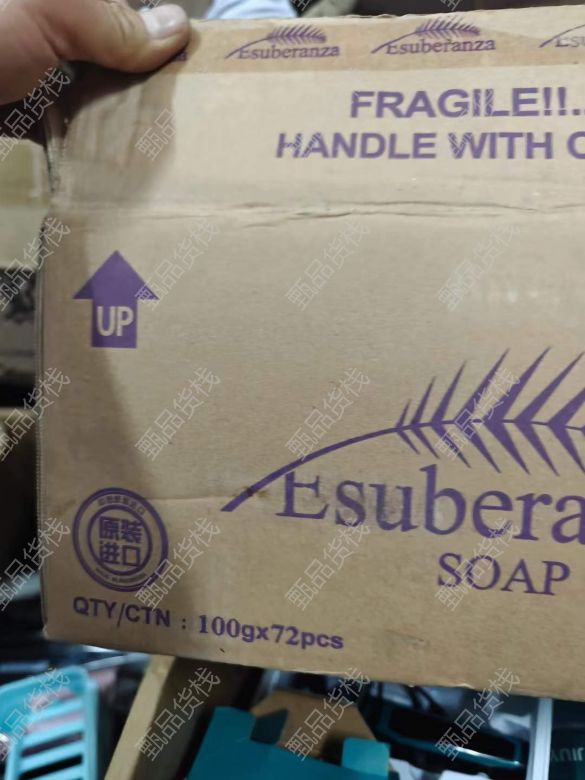 Esuberanza Esuberanza
FRAGILE!!.
HANDLE WITH C
UP
Esubera
SOAP
原装
进口
QTY/CTN : 100gx72pcs
甄品货栈